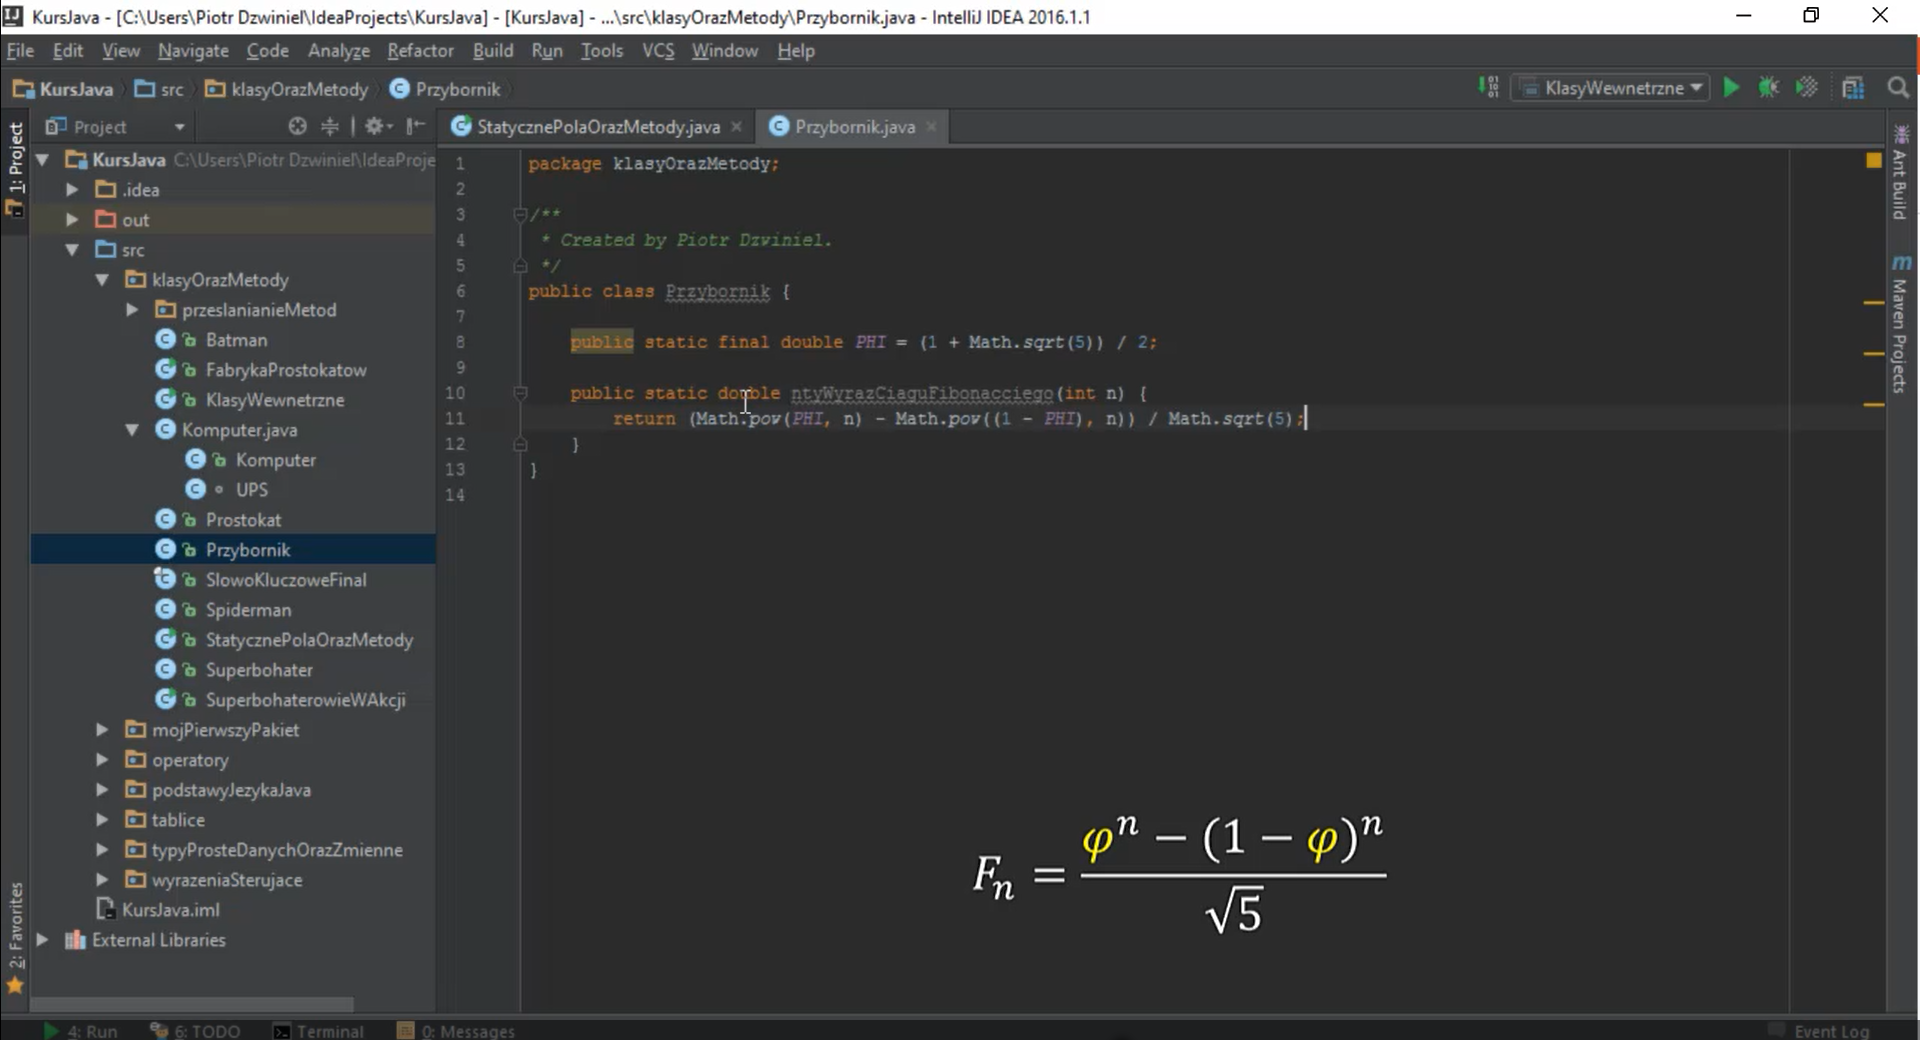 KursJava - [C:\Users\Piotr Dzwiniel\IdeaProjects\KursJava] - [KursJava] - ...\src\klasyOrazMetody\Przybornik.java - IntelliJ IDEA 2016.1.1
File Edit View Navigate Code Analyze Refactor Build Run Tools VCS Window Help
KursJava src klasyOrazMetody Przybornik
KlasyWewnetrzne
Project
StatycznePolaOrazMetody.java
Przybornik.java
1: Project
2: Favorites
KursJava C:\Users\Piotr Dzwiniel\IdeaProje
.idea
out
src
klasyOrazMetody
przeslanianieMetod
Batman
FabrykaProstokatow
KlasyWewnetrzne
Komputer.java
Komputer
UPS
Prostokat
Przybornik
SlowoKluczoweFinal
Spiderman
StatycznePolaOrazMetody
Superbohater
SuperbohaterowieWAkcji
mojPierwszyPakiet
operatory
podstawyJezykaJava
tablice
typyProsteDanychOrazZmienne
wyrazeniaSterujace
KursJava.iml
External Libraries
1 package klasyOrazMetody;
2
3 /**
4 * Created by Piotr Dzwiniel.
5 */
6 public class Przybornik {
7
8 public static final double PHI = (1 + Math.sqrt(5)) / 2;
9
10 public static double ntyWyrazCiaguFibonacciego(int n) {
11 return (Math.pow(PHI, n) - Math.pow((1 - PHI), n)) / Math.sqrt(5);
12 }
13 }
14
Fₙ = (φⁿ − (1 − φ)ⁿ) / √5
Ant Build
Maven Projects
4: Run 6: TODO Terminal 0: Messages Event Log